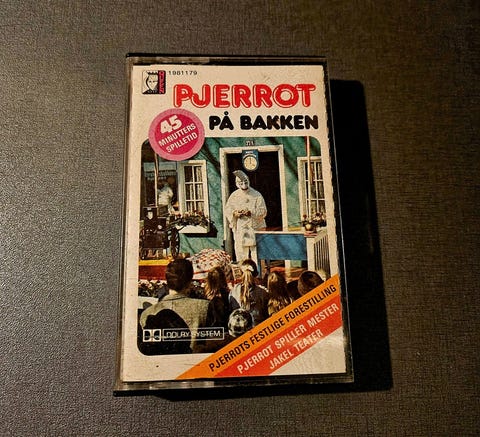 1981179
PJERROT
PÅ BAKKEN
45
MINUTTERS
SPILLETID
DOLBY SYSTEM
PJERROTS FESTLIGE FORESTILLING
PJERROT SPILLER MESTER
JAKEL TEATER